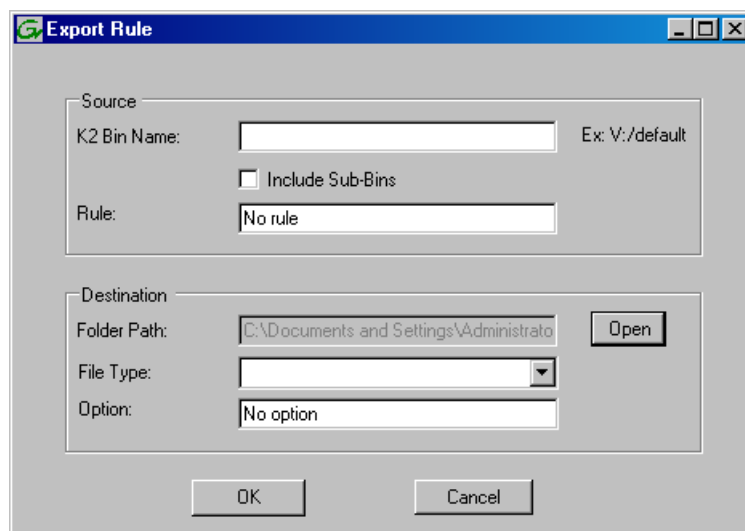 Export Rule
Source
K2 Bin Name:
Ex: V:/default
Include Sub-Bins
Rule:
No rule
Destination
Folder Path:
C:\Documents and Settings\Administrato
Open
File Type:
Option:
No option
OK
Cancel